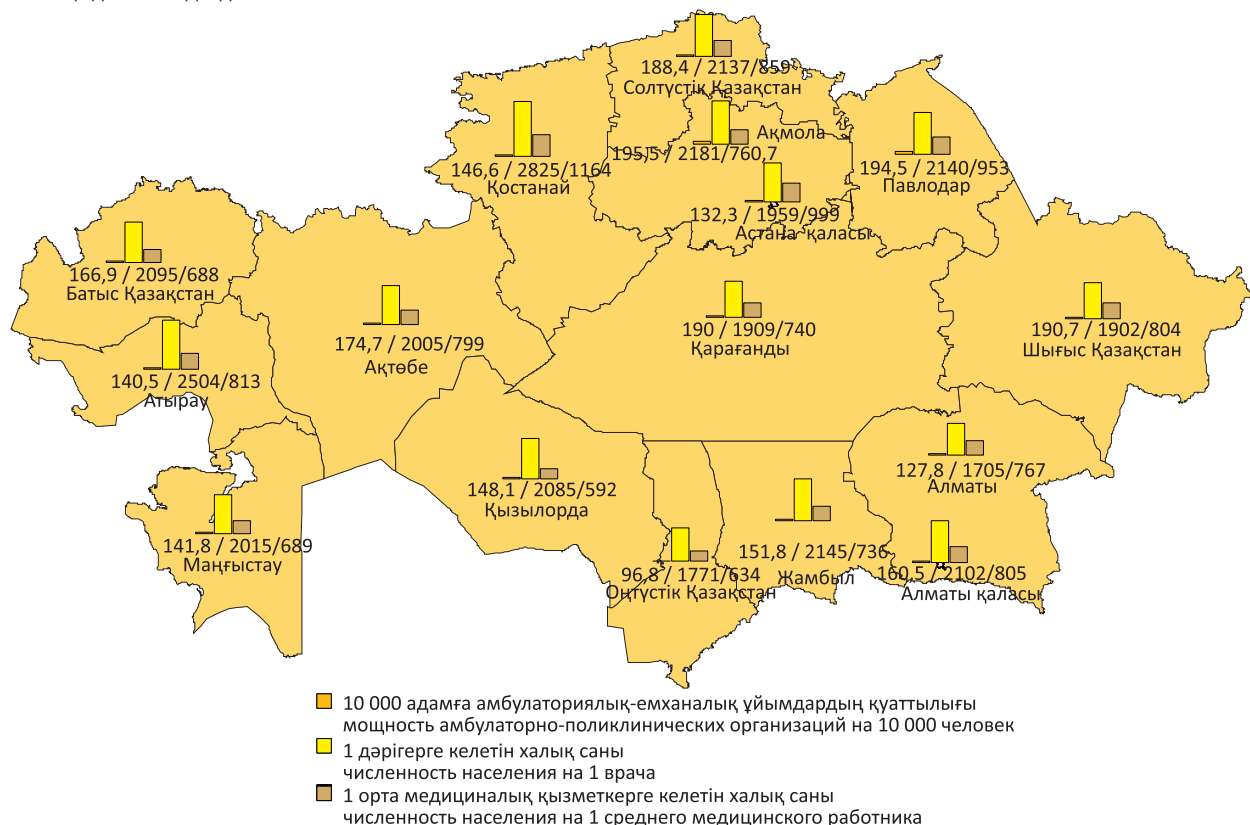 188,4 / 2137/859
Солтүстік Қазақстан
Ақмола
195,5 / 2181/760,7
146,6 / 2825/1164
Қостанай
194,5 / 2140/953
Павлодар
132,3 / 1959/999
Астана қаласы
166,9 / 2095/688
Батыс Қазақстан
174,7 / 2005/799
Ақтөбе
190 / 1909/740
Қарағанды
190,7 / 1902/804
Шығыс Қазақстан
140,5 / 2504/813
Атырау
127,8 / 1705/767
Алматы
148,1 / 2085/592
Қызылорда
141,8 / 2015/689
Маңғыстау
96,8 / 1771/634
Оңтүстік Қазақстан
151,8 / 2145/736
Жамбыл
160,5 / 2102/805
Алматы қаласы
10 000 адамға амбулаториялық-емханалық ұйымдардың қуаттылығы
мощность амбулаторно-поликлинических организаций на 10 000 человек
1 дәрігерге келетін халық саны
численность населения на 1 врача
1 орта медициналық қызметкерге келетін халық саны
численность населения на 1 среднего медицинского работника